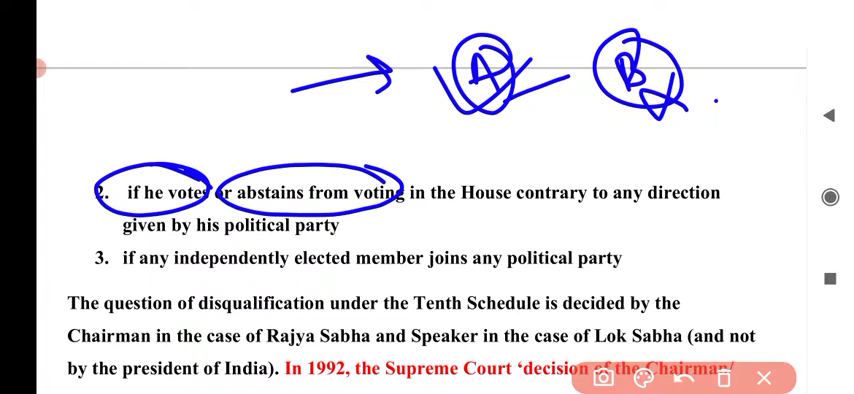 A B
2. if he votes or abstains from voting in the House contrary to any direction
given by his political party
3. if any independently elected member joins any political party
The question of disqualification under the Tenth Schedule is decided by the
Chairman in the case of Rajya Sabha and Speaker in the case of Lok Sabha (and not
by the president of India). In 1992, the Supreme Court ‘decision of the Chairman/